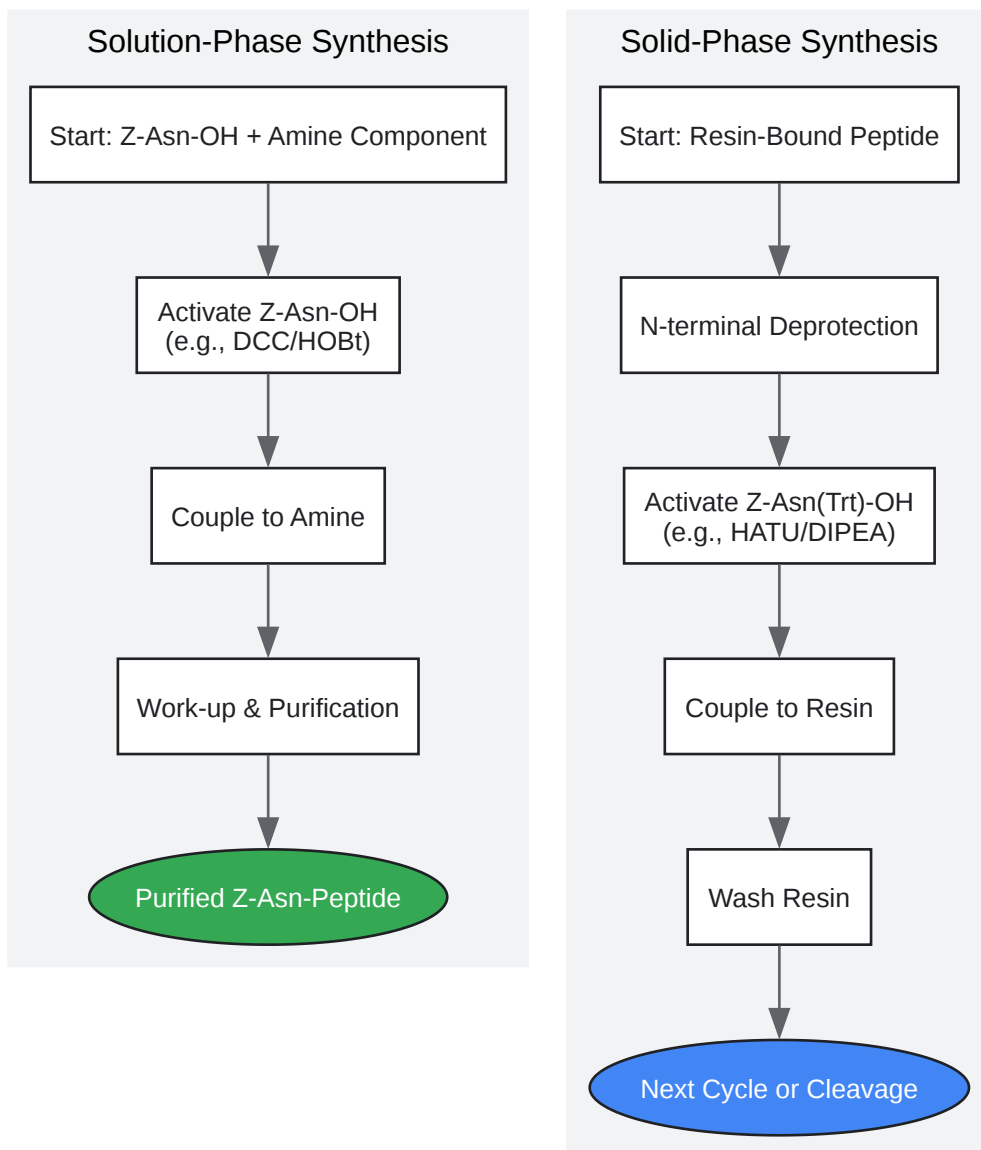 Solution-Phase Synthesis
Start: Z-Asn-OH + Amine Component
Activate Z-Asn-OH
(e.g., DCC/HOBt)
Couple to Amine
Work-up & Purification
Purified Z-Asn-Peptide
Solid-Phase Synthesis
Start: Resin-Bound Peptide
N-terminal Deprotection
Activate Z-Asn(Trt)-OH
(e.g., HATU/DIPEA)
Couple to Resin
Wash Resin
Next Cycle or Cleavage